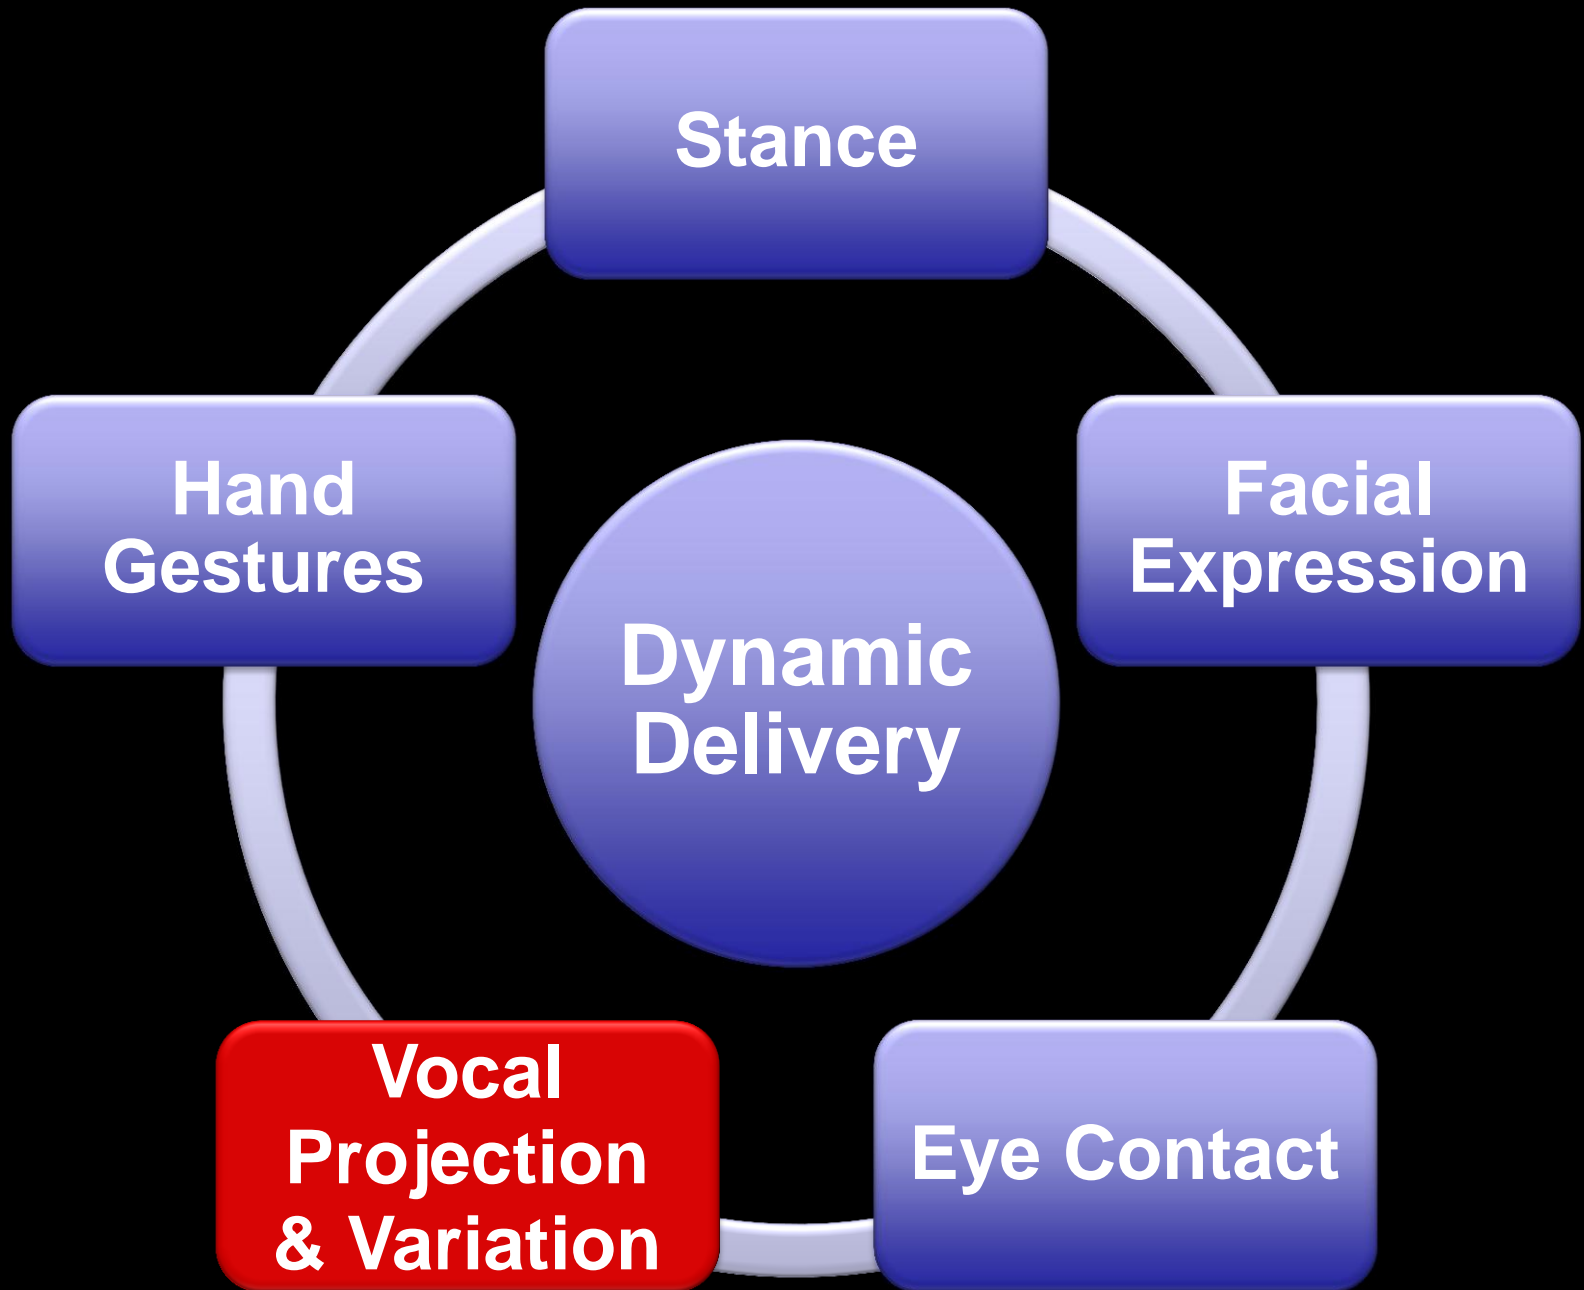 Stance
Hand
Gestures
Facial
Expression
Dynamic
Delivery
Vocal
Projection
& Variation
Eye Contact